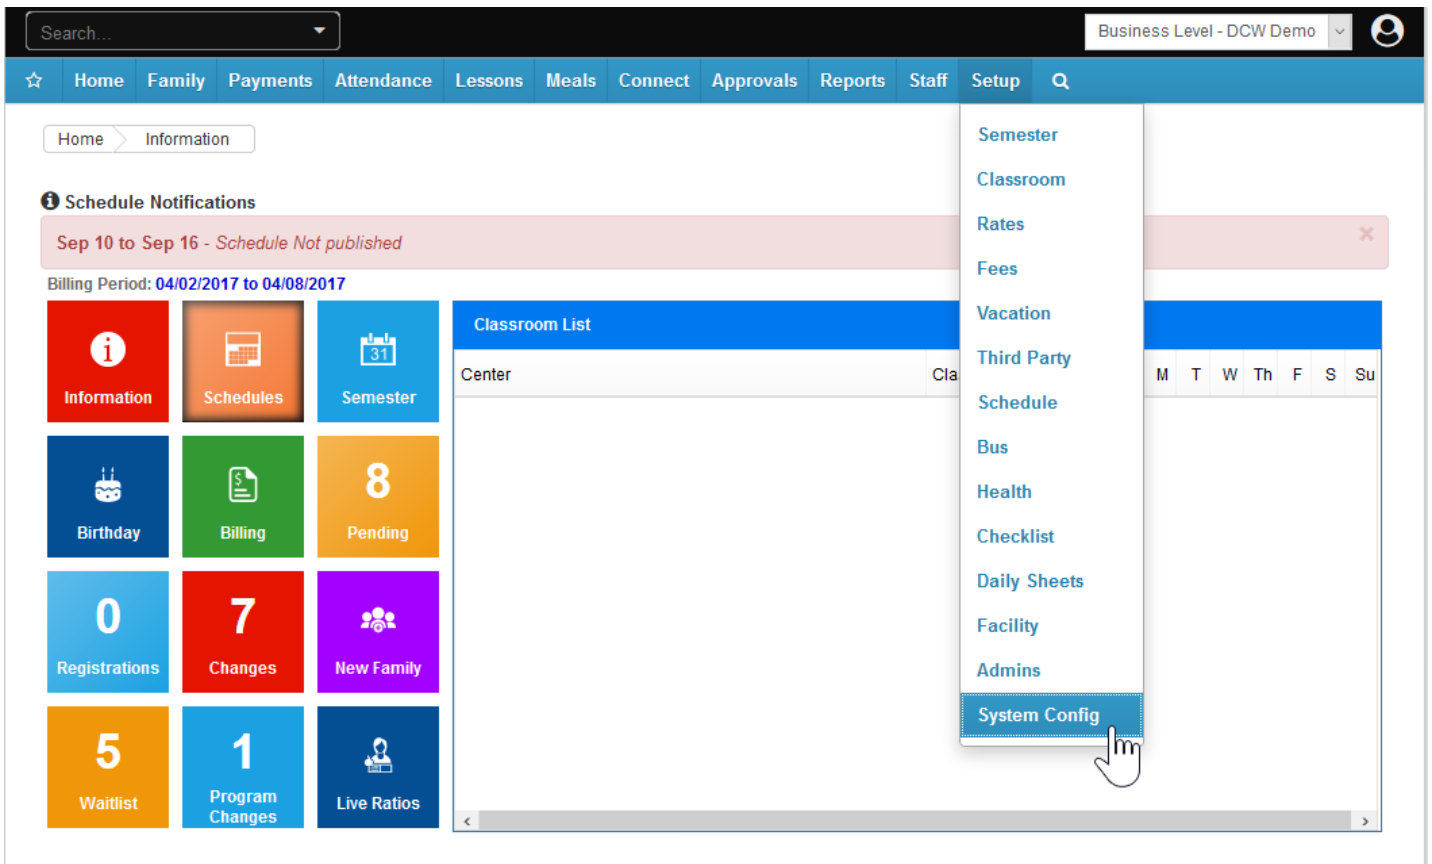 Search...
Business Level - DCW Demo
Home Family Payments Attendance Lessons Meals Connect Approvals Reports Staff Setup
Home Information
Schedule Notifications
Sep 10 to Sep 16 - Schedule Not published
Billing Period: 04/02/2017 to 04/08/2017
Information
Schedules
31
Semester
Birthday
$
Billing
8
Pending
0
Registrations
7
Changes
New Family
5
Waitlist
1
Program
Changes
Live Ratios
Classroom List
Center Cla M T W Th F S Su
Semester
Classroom
Rates
Fees
Vacation
Third Party
Schedule
Bus
Health
Checklist
Daily Sheets
Facility
Admins
System Config